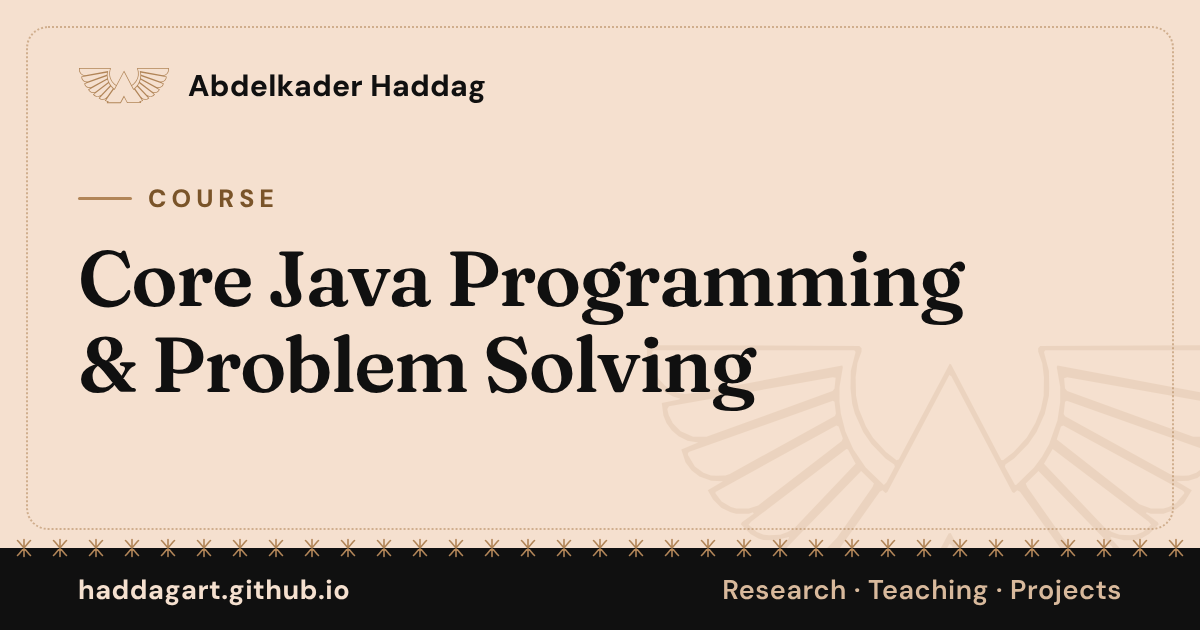 Abdelkader Haddag
COURSE
Core Java Programming
& Problem Solving
haddagart.github.io
Research · Teaching · Projects